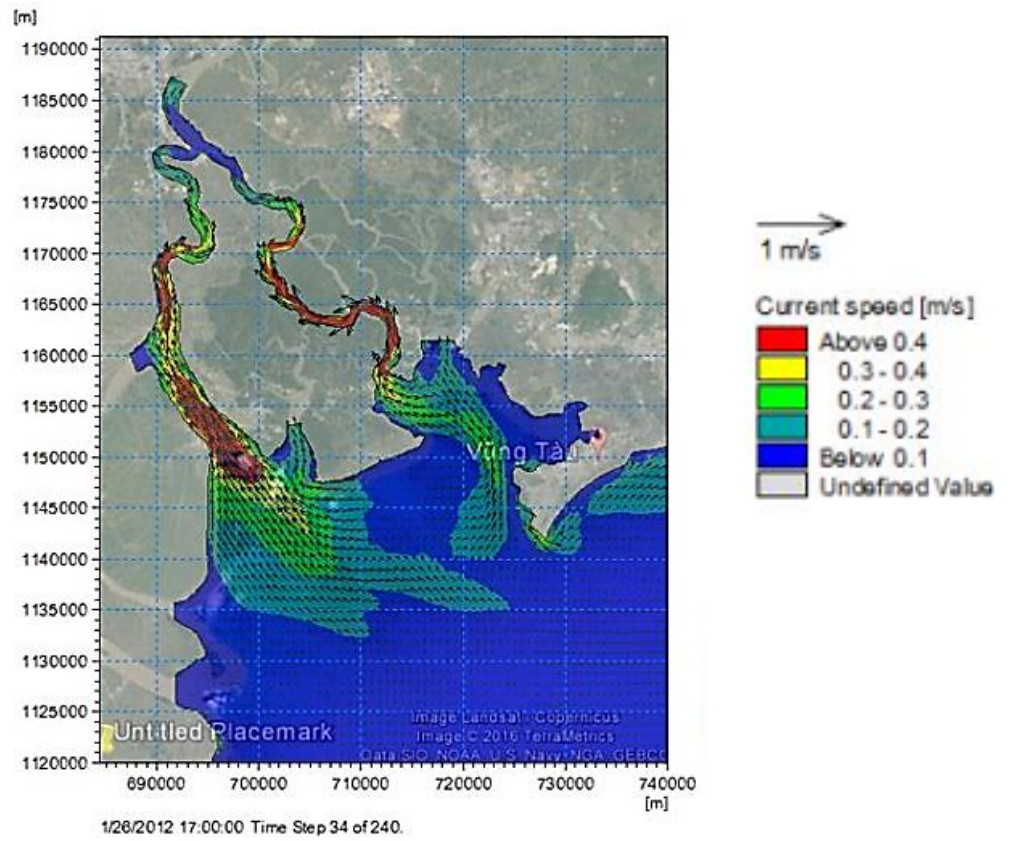 [m]
1190000
1185000
1180000
1175000
1170000
1165000
1160000
1155000
1150000
1145000
1140000
1135000
1130000
1125000
1120000
690000 700000 710000 720000 730000 740000
[m]
1/26/2012 17:00:00 Time Step 34 of 240.
Vũng Tàu
Untitled Placemark
Image Landsat / Copernicus
Image © 2016 TerraMetrics
Data SIO, NOAA, U.S. Navy, NGA, GEBCO
1 m/s
Current speed [m/s]
Above 0.4
0.3 - 0.4
0.2 - 0.3
0.1 - 0.2
Below 0.1
Undefined Value